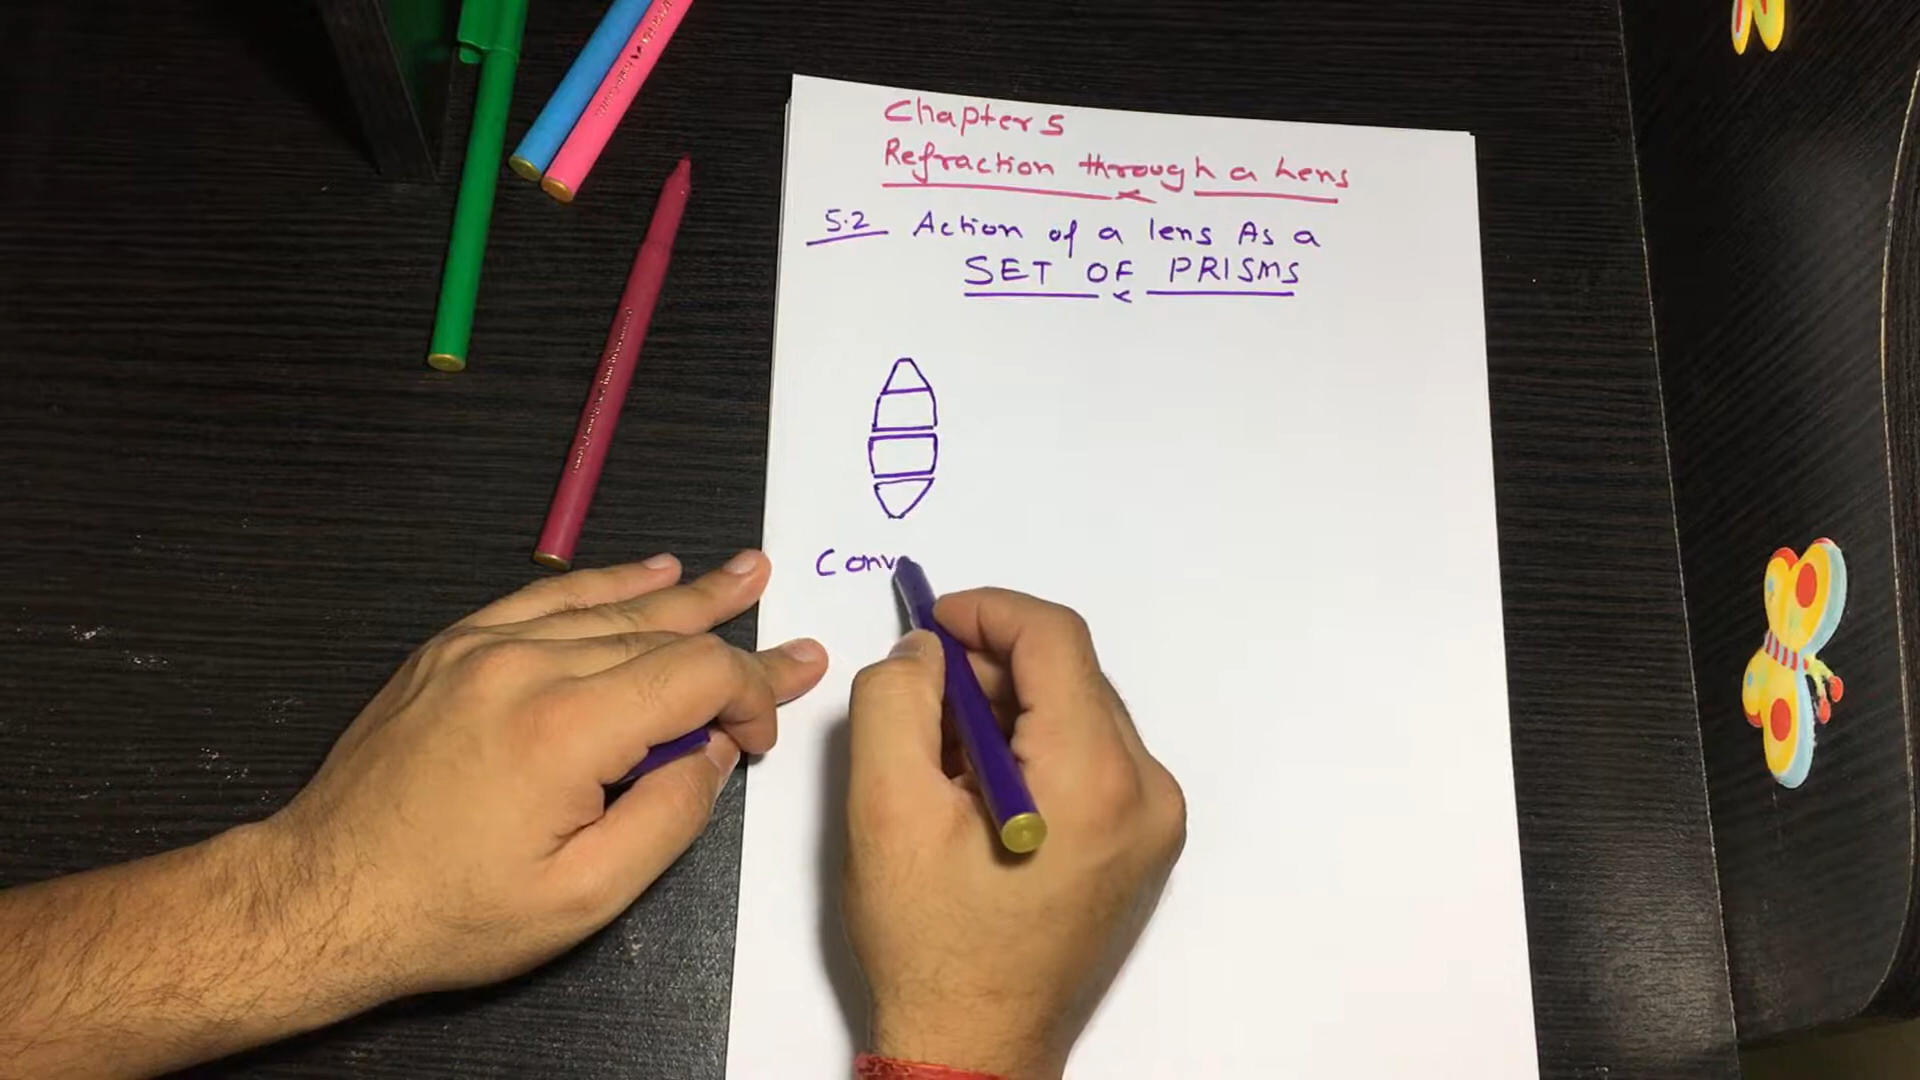 Chapter 5
Refraction through a Lens
5.2 Action of a lens As a
SET OF PRISMS
Conv